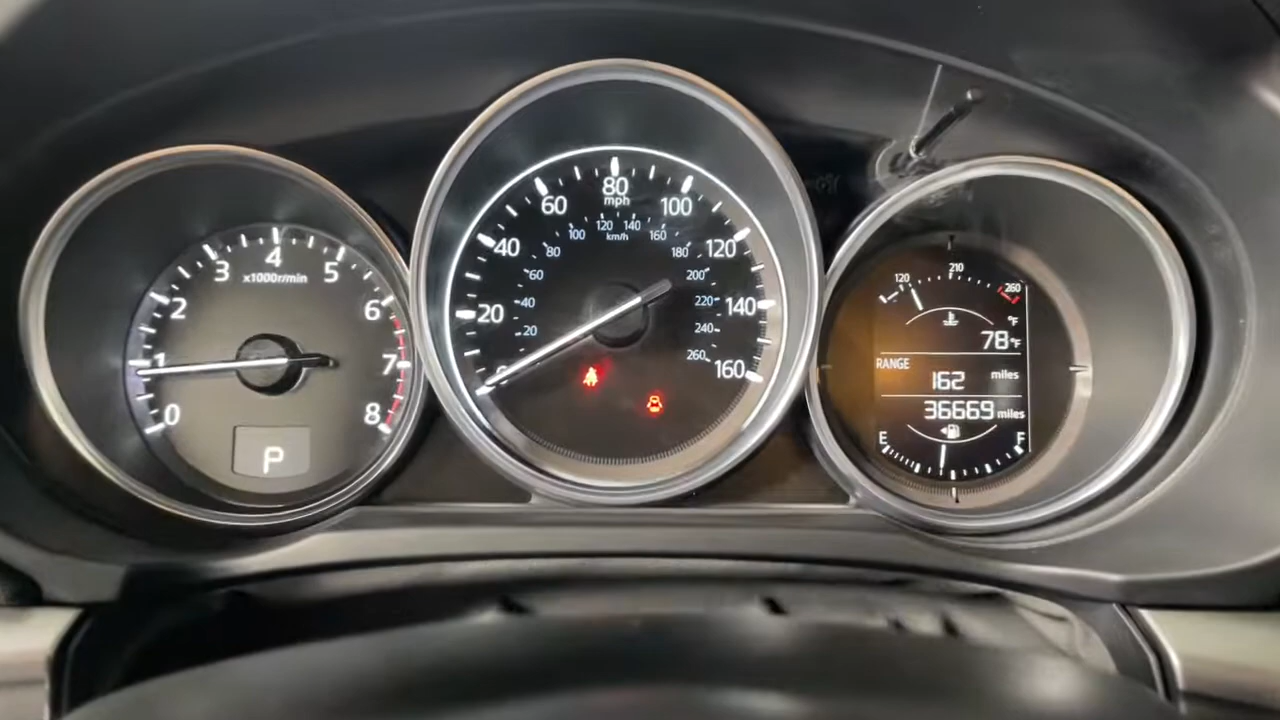 0 1 2 3 4 5 6 7 8
x1000r/min
P
20 40 60 80 100 120 140 160
mph
20 40 60 80 100 120 140 160 180 200 220 240 260
km/h
120 210 260
°F
78°F
RANGE
162 miles
36669 miles
E F